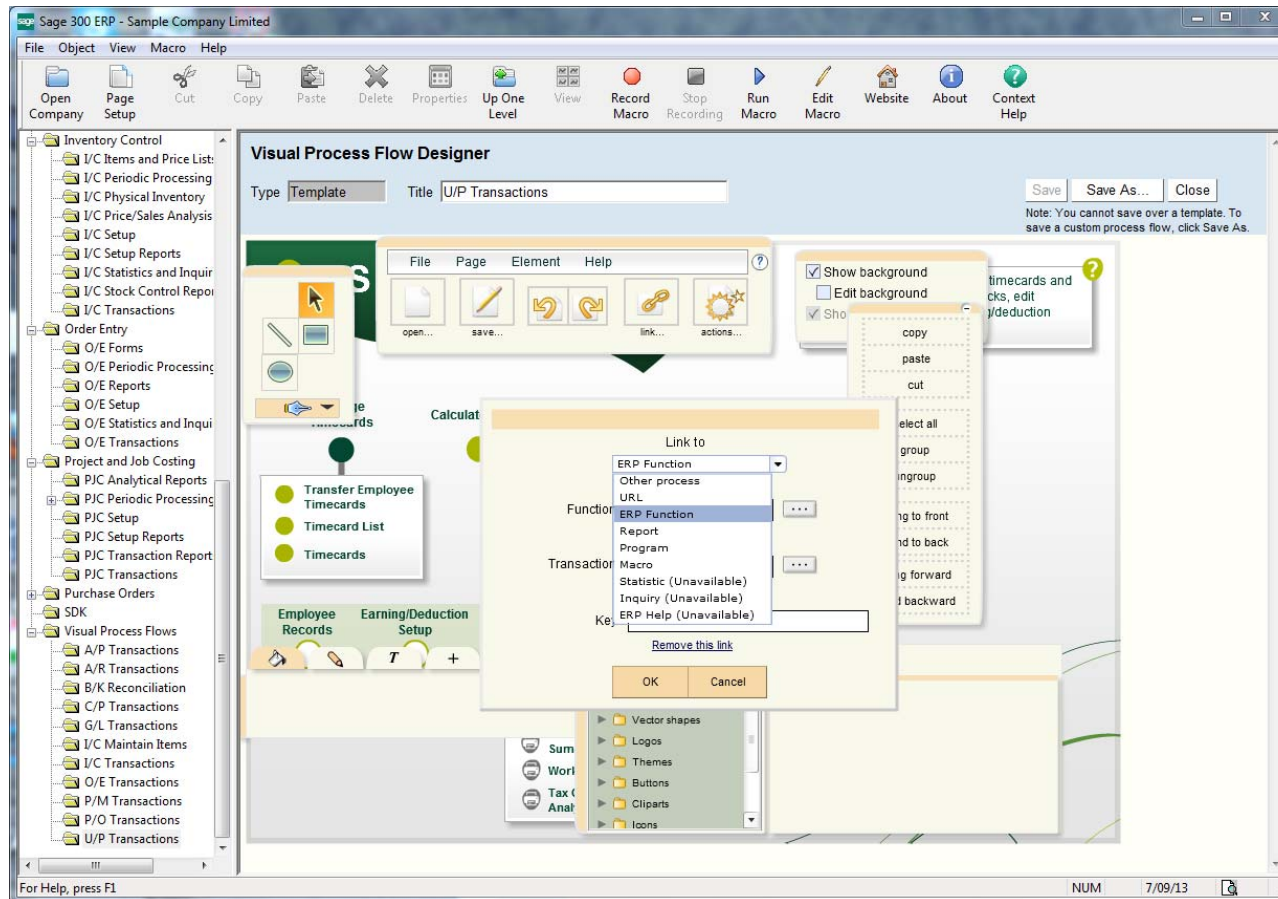 Sage 300 ERP - Sample Company Limited
File Object View Macro Help
Open Company
Page Setup
Cut
Copy
Paste
Delete
Properties
Up One Level
View
Record Macro
Stop Recording
Run Macro
Edit Macro
Website
About
Context Help
Inventory Control
I/C Items and Price List
I/C Periodic Processing
I/C Physical Inventory
I/C Price/Sales Analysis
I/C Setup
I/C Setup Reports
I/C Statistics and Inquir
I/C Stock Control Repor
I/C Transactions
Order Entry
O/E Forms
O/E Periodic Processing
O/E Reports
O/E Setup
O/E Statistics and Inqui
O/E Transactions
Project and Job Costing
PJC Analytical Reports
PJC Periodic Processing
PJC Setup
PJC Setup Reports
PJC Transaction Report
PJC Transactions
Purchase Orders
SDK
Visual Process Flows
A/P Transactions
A/R Transactions
B/K Reconciliation
C/P Transactions
G/L Transactions
I/C Maintain Items
I/C Transactions
O/E Transactions
P/M Transactions
P/O Transactions
U/P Transactions
Visual Process Flow Designer
Type Template Title U/P Transactions
Save Save As... Close
Note: You cannot save over a template. To
save a custom process flow, click Save As.
File Page Element Help ?
open... save... link... actions...
Show background
Edit background
Sho
timecards and
cks, edit
g/deduction
?
copy
paste
cut
elect all
group
ngroup
ng to front
nd to back
ng forward
d backward
ge
Timecards
Calculat
Transfer Employee
Timecards
Timecard List
Timecards
Employee Records
Earning/Deduction Setup
T +
Link to
ERP Function
Other process
URL
ERP Function
Report
Program
Macro
Statistic (Unavailable)
Inquiry (Unavailable)
ERP Help (Unavailable)
Function
...
Transaction
...
Key
Remove this link
OK Cancel
Sum
Work
Tax
Anal
Vector shapes
Logos
Themes
Buttons
Cliparts
Icons
For Help, press F1
NUM 7/09/13